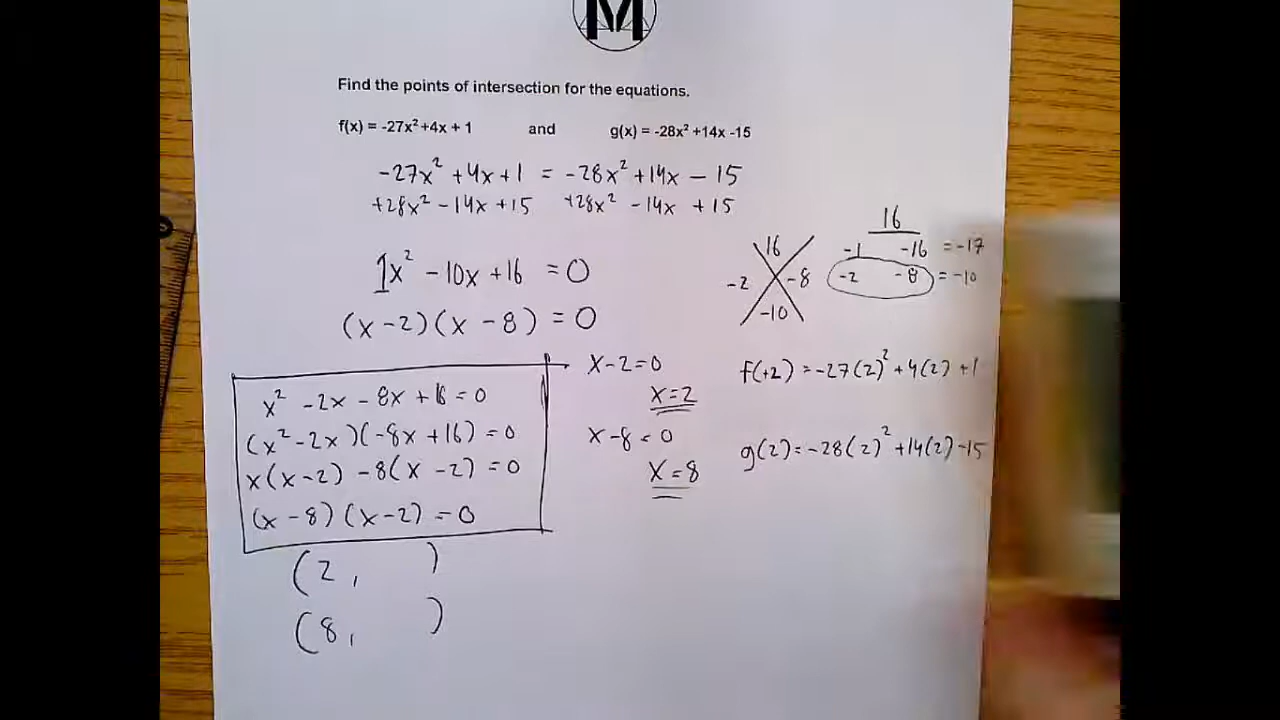 M
Find the points of intersection for the equations.
f(x) = -27x² +4x + 1 and g(x) = -28x² +14x -15
-27x² + 4x + 1 = -28x² + 14x - 15
+28x² - 14x + 15 +28x² - 14x + 15
1x² - 10x + 16 = 0
(x - 2)(x - 8) = 0
16
-2 -8
-10
16
-1 -16 = -17
-2 -8 = -10
x² - 2x - 8x + 16 = 0
(x² - 2x)(-8x + 16) = 0
x(x - 2) - 8(x - 2) = 0
(x - 8)(x - 2) = 0
x - 2 = 0
x = 2
x - 8 = 0
x = 8
f(+2) = -27(2)² + 4(2) + 1
g(2) = -28(2)² + 14(2) - 15
(2, )
(8, )